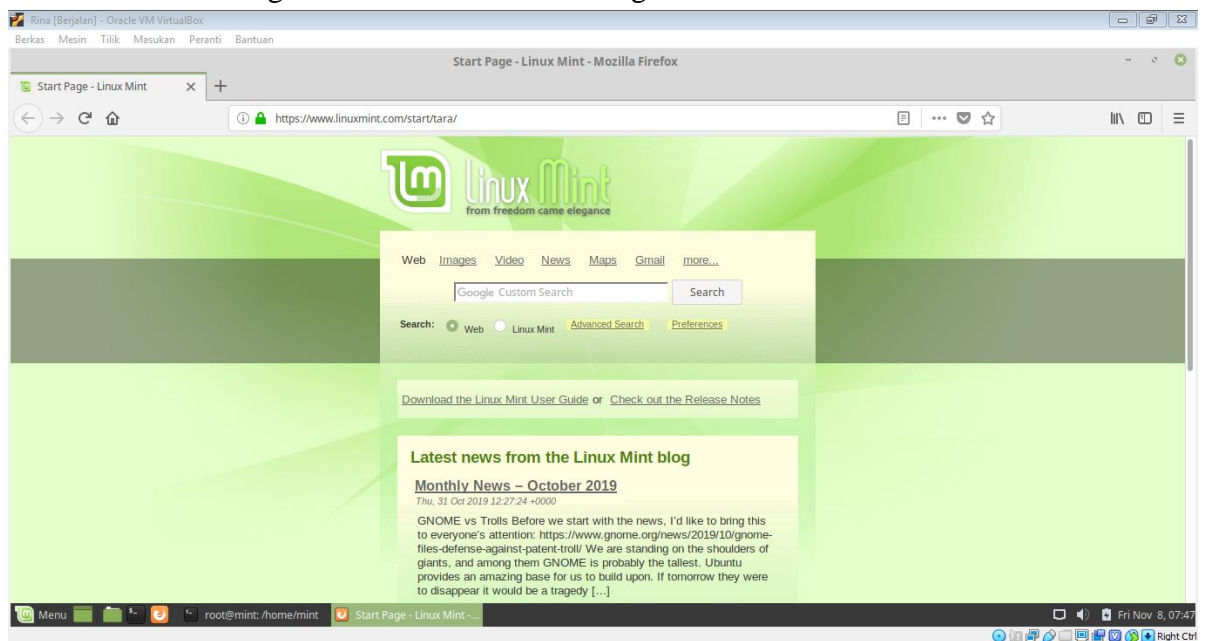 Rina [Berjalan] - Oracle VM VirtualBox
Berkas Mesin Tilik Masukan Peranti Bantuan
Start Page - Linux Mint - Mozilla Firefox
Start Page - Linux Mint
https://www.linuxmint.com/start/tara/
lm Linux Mint
from freedom came elegance
Web Images Video News Maps Gmail more...
Google Custom Search Search
Search: Web Linux Mint Advanced Search Preferences
Download the Linux Mint User Guide or Check out the Release Notes
Latest news from the Linux Mint blog
Monthly News – October 2019
Thu, 31 Oct 2019 12:27:24 +0000
GNOME vs Trolls Before we start with the news, I'd like to bring this
to everyone's attention: https://www.gnome.org/news/2019/10/gnome-
files-defense-against-patent-troll/ We are standing on the shoulders of
giants, and among them GNOME is probably the tallest. Ubuntu
provides an amazing base for us to build upon. If tomorrow they were
to disappear it would be a tragedy [...]
Menu root@mint: /home/mint Start Page - Linux Mint -... Fri Nov 8, 07:47
Right Ctrl